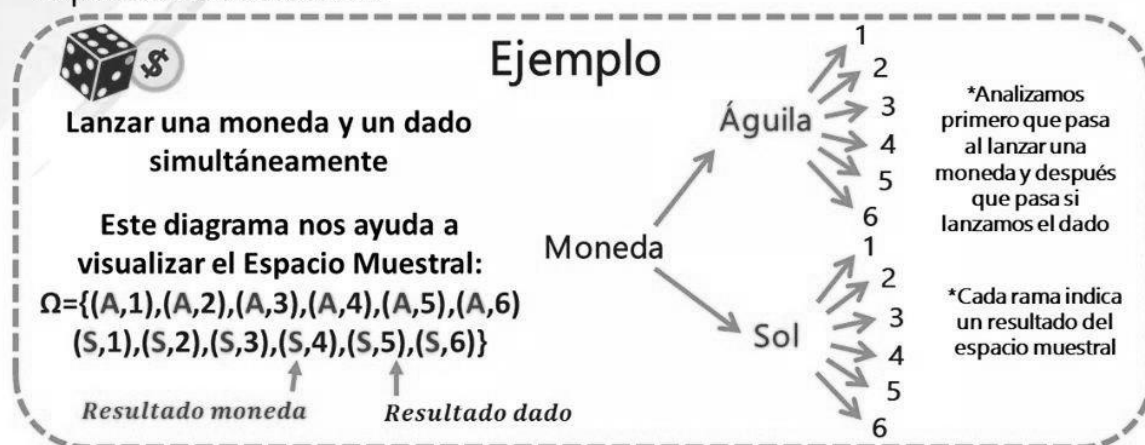 Ejemplo
$
Lanzar una moneda y un dado
simultáneamente
Este diagrama nos ayuda a
visualizar el Espacio Muestral:
Ω={(A,1),(A,2),(A,3),(A,4),(A,5),(A,6)
(S,1),(S,2),(S,3),(S,4),(S,5),(S,6)}
Resultado moneda
Resultado dado
Moneda
Águila
1
2
3
4
5
6
Sol
1
2
3
4
5
6
*Analizamos
primero que pasa
al lanzar una
moneda y después
que pasa si
lanzamos el dado
*Cada rama indica
un resultado del
espacio muestral